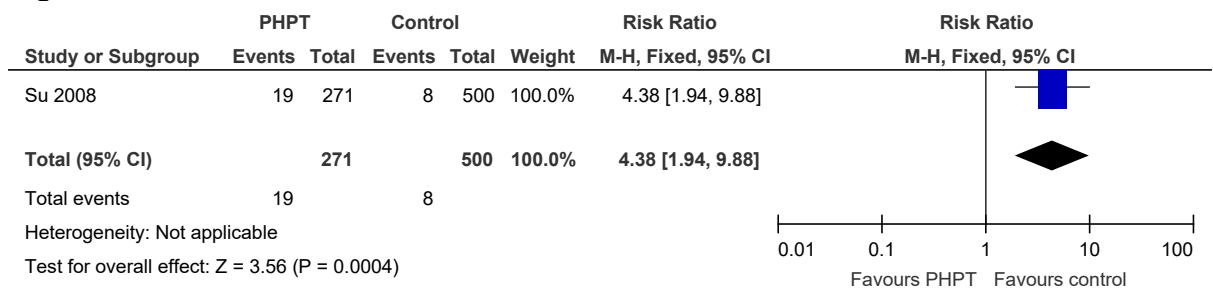 PHPT Control Risk Ratio Risk Ratio
Study or Subgroup Events Total Events Total Weight M-H, Fixed, 95% CI M-H, Fixed, 95% CI
Su 2008 19 271 8 500 100.0% 4.38 [1.94, 9.88]
Total (95% CI) 271 500 100.0% 4.38 [1.94, 9.88]
Total events 19 8
Heterogeneity: Not applicable
Test for overall effect: Z = 3.56 (P = 0.0004)
0.01 0.1 1 10 100
Favours PHPT Favours control